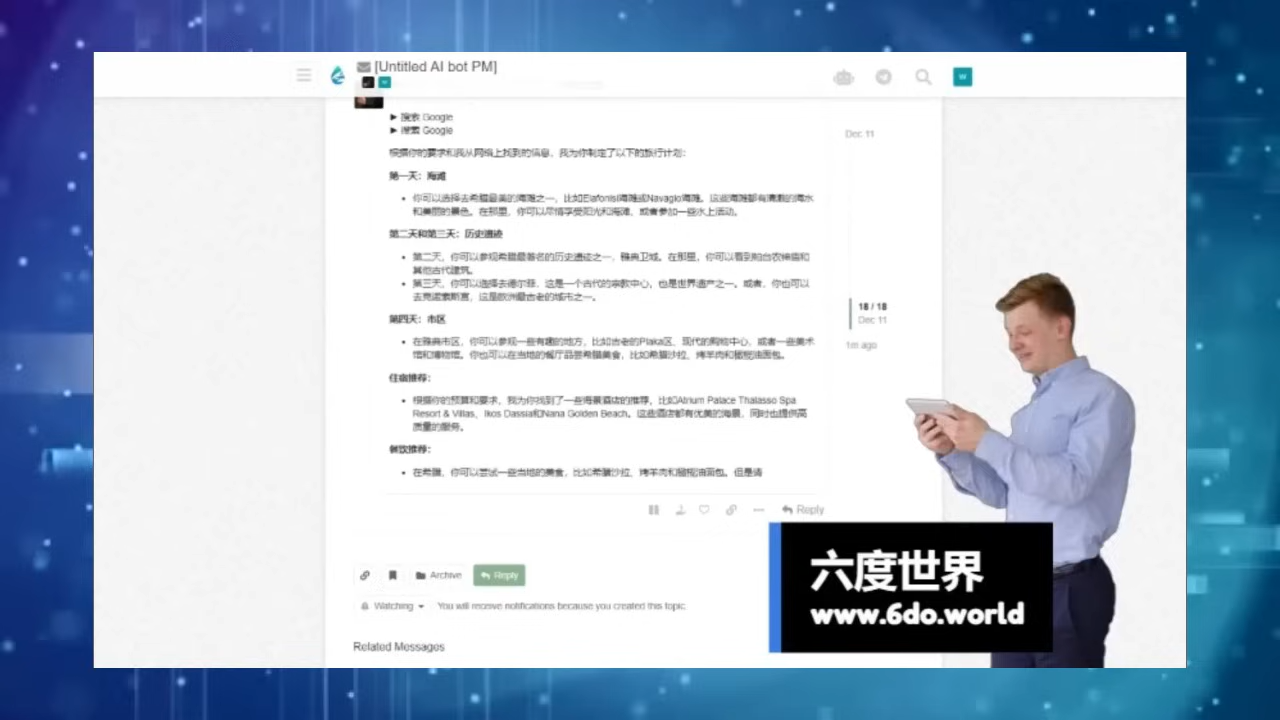 [Untitled AI bot PM]
w
w
▶ 搜索 Google
▶ 搜索 Google
Dec 11
根据你的要求和我从网络上找到的信息，我为你制定了以下的旅行计划：
第一天：海滩
• 你可以选择去希腊最美的海滩之一，比如Elafonisi海滩或Navagio海滩。这些海滩都有清澈的海水
和美丽的景色。在那里，你可以尽情享受阳光和海滩，或者参加一些水上活动。
第二天和第三天：历史遗迹
• 第二天，你可以参观希腊最著名的历史遗迹之一，雅典卫城。在那里，你可以看到帕台农神庙和
其他古代建筑。
• 第三天，你可以选择去德尔菲，这是一个古代的宗教中心，也是世界遗产之一。或者，你也可以
去克诺索斯宫，这是欧洲最古老的城市之一。
18 / 18
Dec 11
第四天：市区
1m ago
• 在雅典市区，你可以参观一些有趣的地方，比如古老的Plaka区、现代的购物中心，或者一些美术
馆和博物馆。你也可以在当地的餐厅品尝希腊美食，比如希腊沙拉、烤羊肉和橄榄油面包。
住宿推荐：
• 根据你的预算和要求，我为你找到了一些海景酒店的推荐，比如Atrium Palace Thalasso Spa
Resort & Villas、Ikos Dassia和Nana Golden Beach。这些酒店都有优美的海景，同时也提供高
质量的服务。
餐饮推荐：
• 在希腊，你可以尝试一些当地的美食，比如希腊沙拉、烤羊肉和橄榄油面包。但是请
Reply
Archive
Reply
Watching
You will receive notifications because you created this topic.
Related Messages
六度世界
www.6do.world